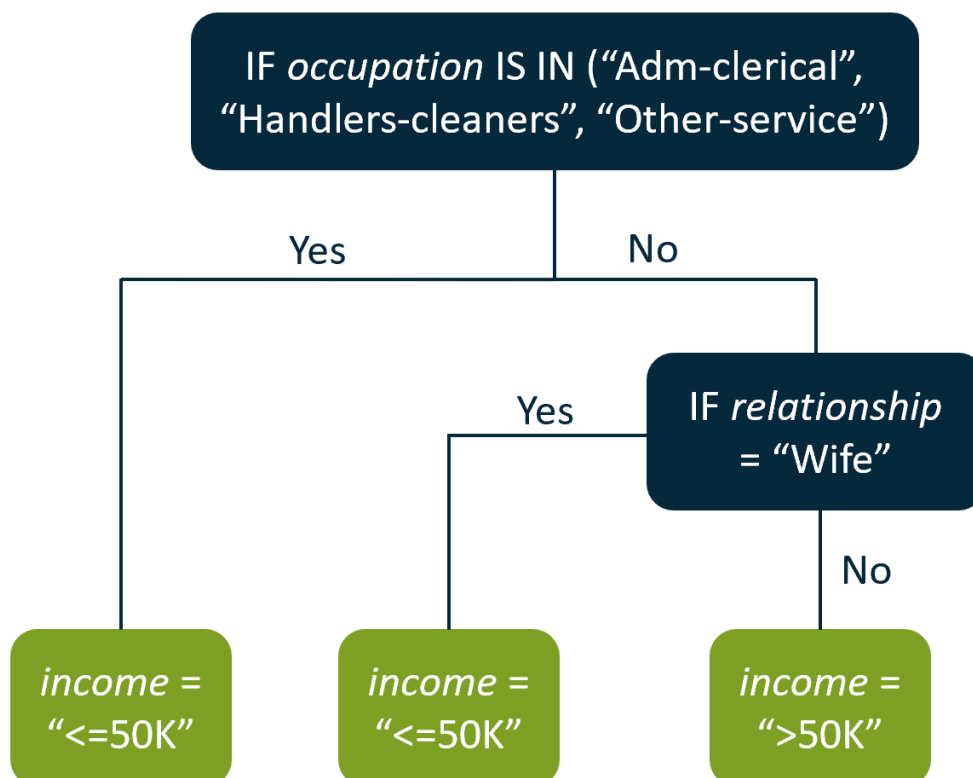 IF occupation IS IN (“Adm-clerical”,
“Handlers-cleaners”, “Other-service”)
Yes
No
IF relationship
= “Wife”
Yes
No
income =
“<=50K”
income =
“<=50K”
income =
“>50K”